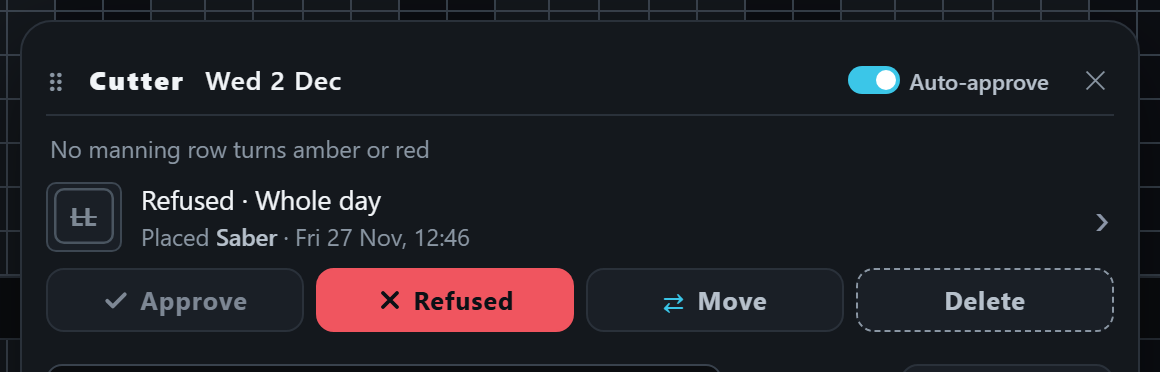 Cutter Wed 2 Dec Auto-approve
No manning row turns amber or red
LL
Refused · Whole day
Placed Saber · Fri 27 Nov, 12:46
Approve Refused Move Delete